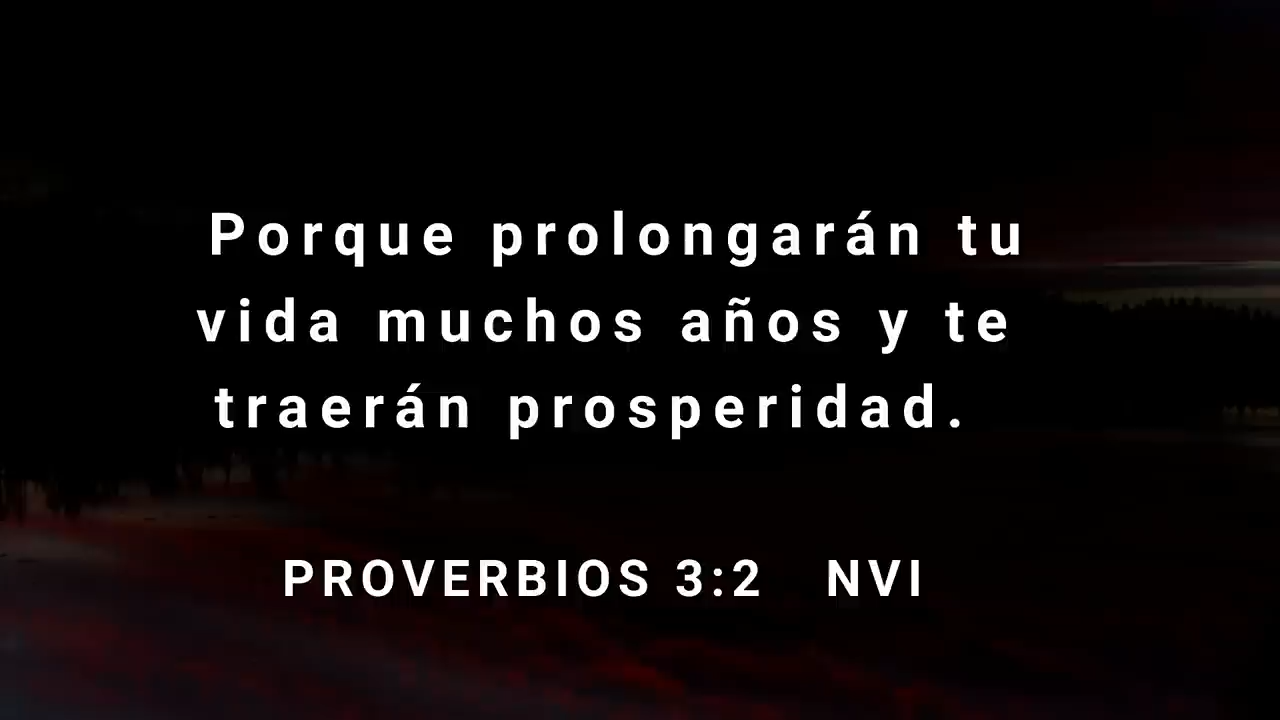 Porque prolongarán tu
vida muchos años y te
traerán prosperidad.
PROVERBIOS 3:2 NVI